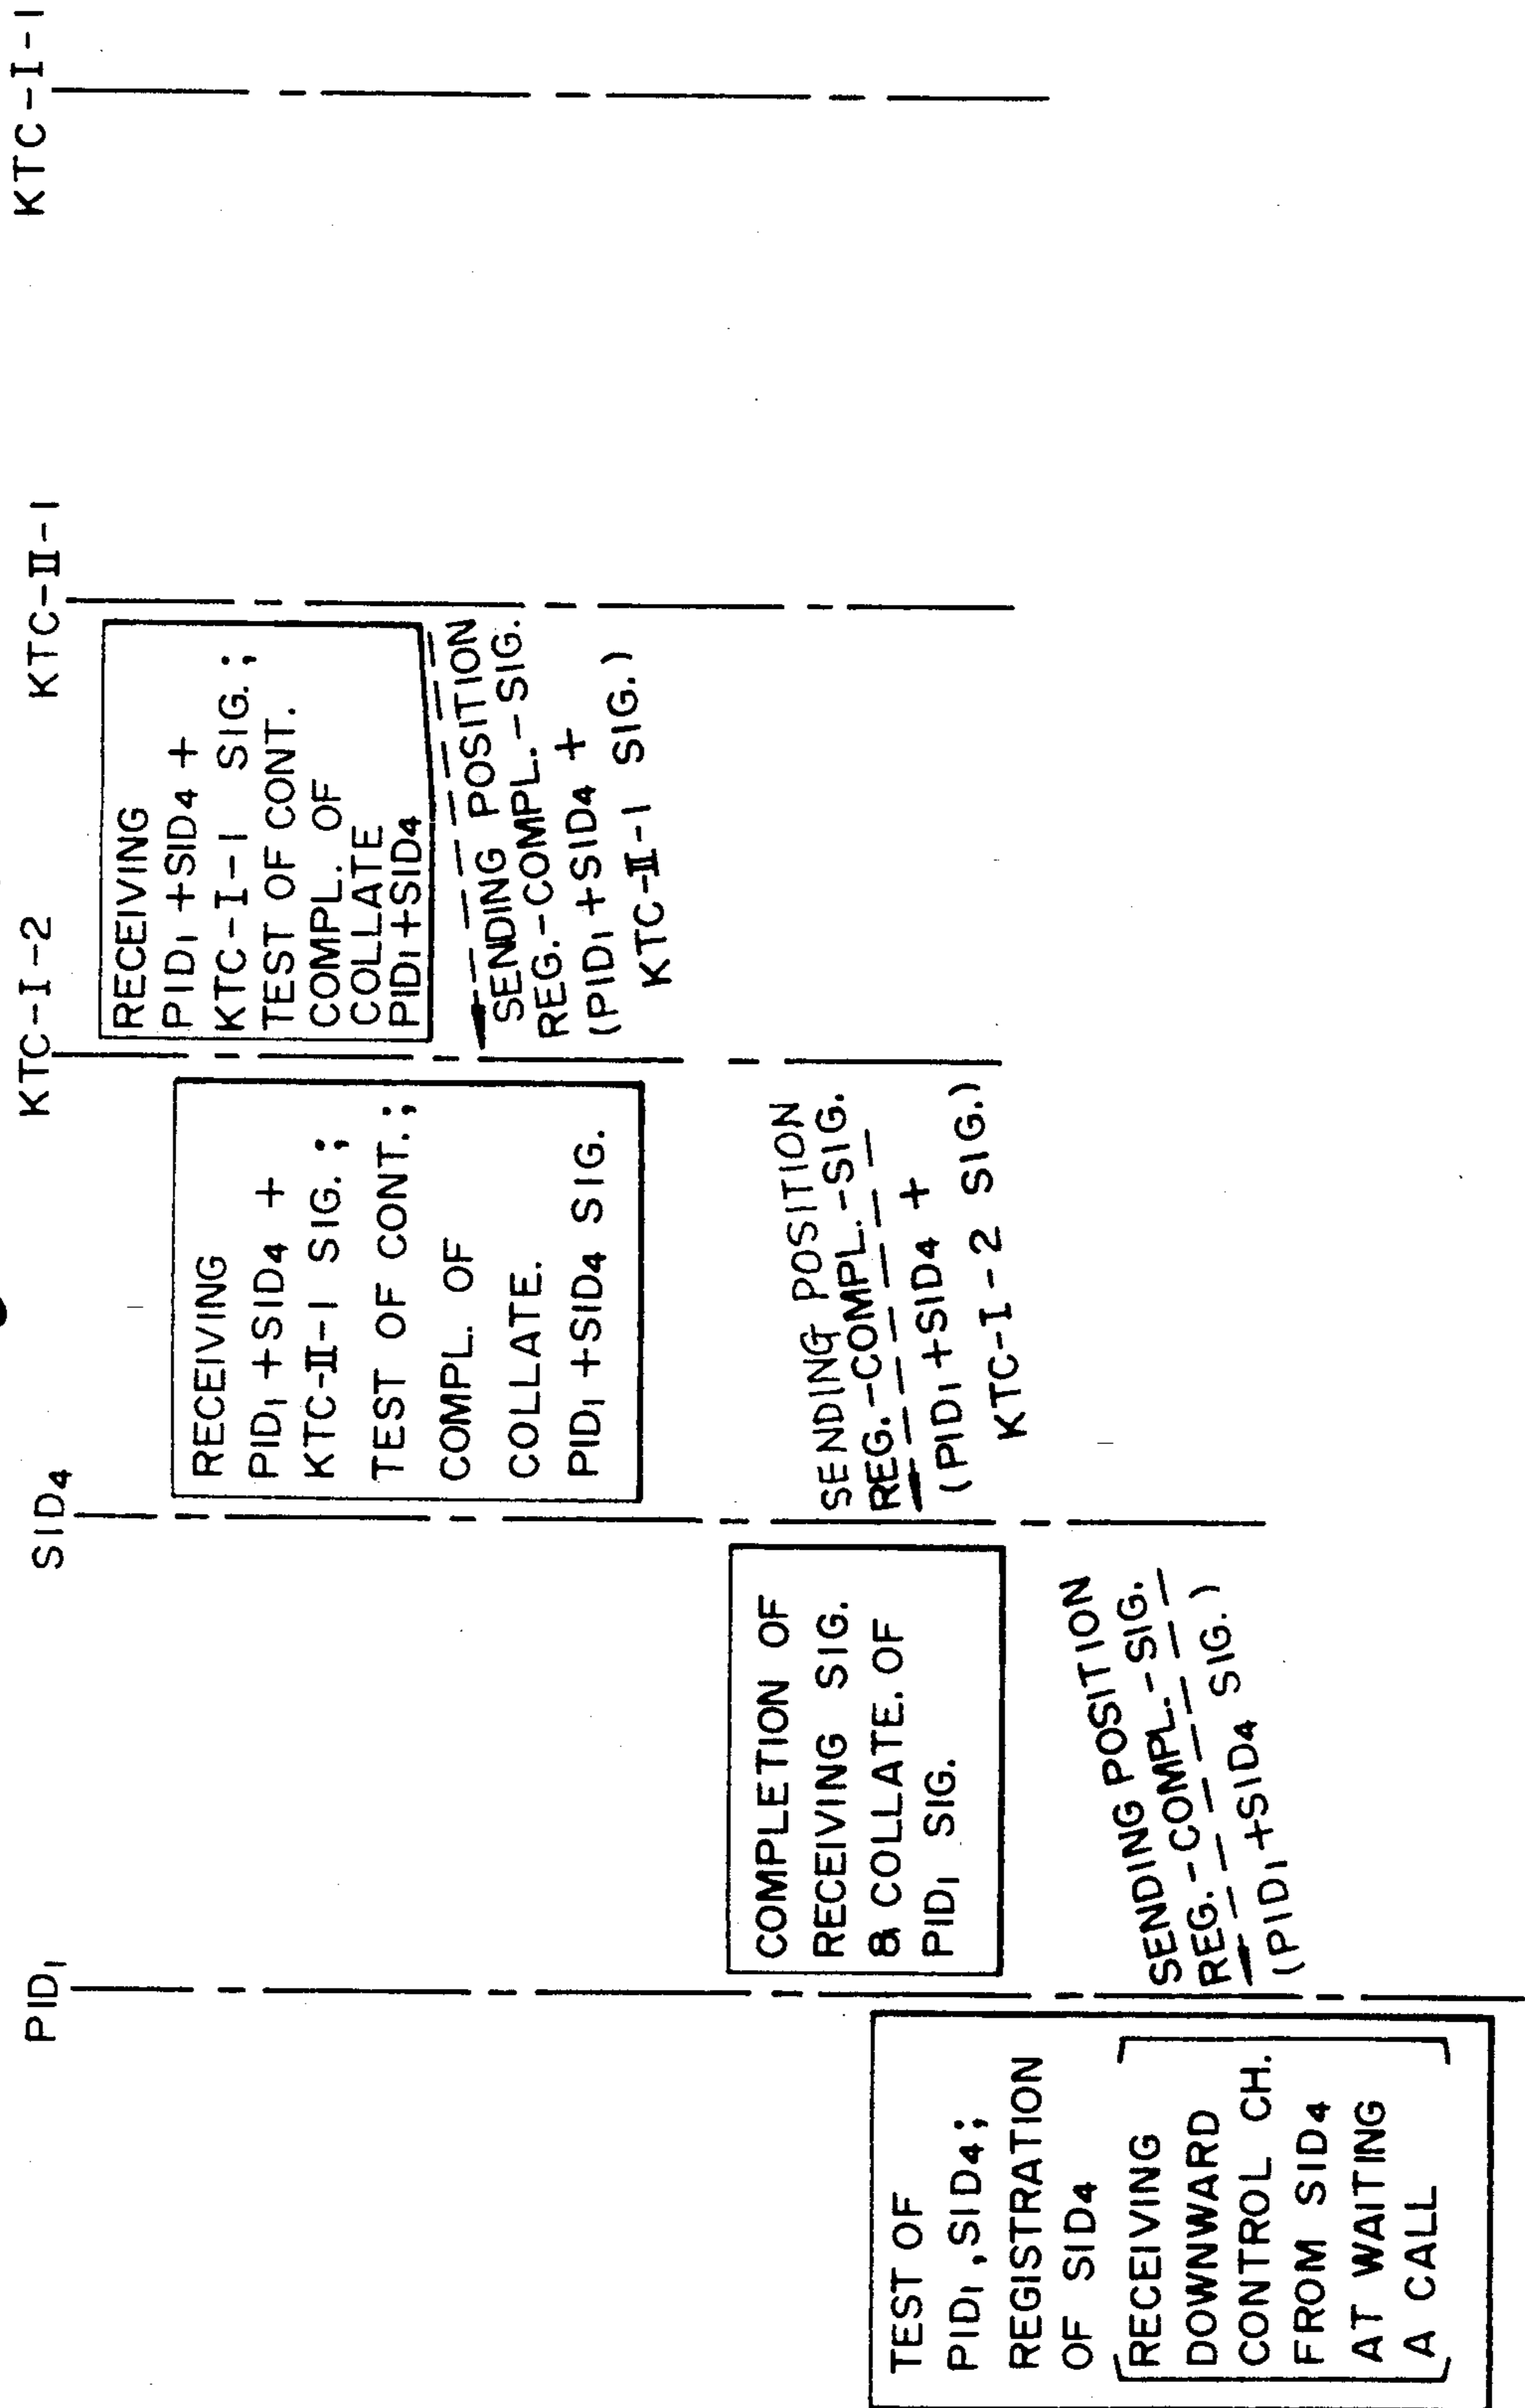 PID₁
SID₄
KTC-I-2
KTC-II-1
KTC-I-1
RECEIVING
PID₁ +SID₄ +
KTC-I-1 SIG.;
TEST OF CONT.
COMPL. OF
COLLATE
PID₁+SID₄
SENDING POSITION
REG.-COMPL.-SIG.
(PID₁+SID₄ +
KTC-II-1 SIG.)
RECEIVING
PID₁ +SID₄ +
KTC-II-1 SIG.;
TEST OF CONT.;
COMPL. OF
COLLATE.
PID₁ +SID₄ SIG.
SENDING POSITION
REG.-COMPL.-SIG.
(PID₁+SID₄ +
KTC-I-2 SIG.)
COMPLETION OF
RECEIVING SIG.
& COLLATE. OF
PID₁ SIG.
SENDING POSITION
REG.-COMPL.-SIG.
(PID₁+SID₄ SIG.)
TEST OF
PID₁,SID₄;
REGISTRATION
OF SID₄
RECEIVING
DOWNWARD
CONTROL CH.
FROM SID₄
AT WAITING
A CALL